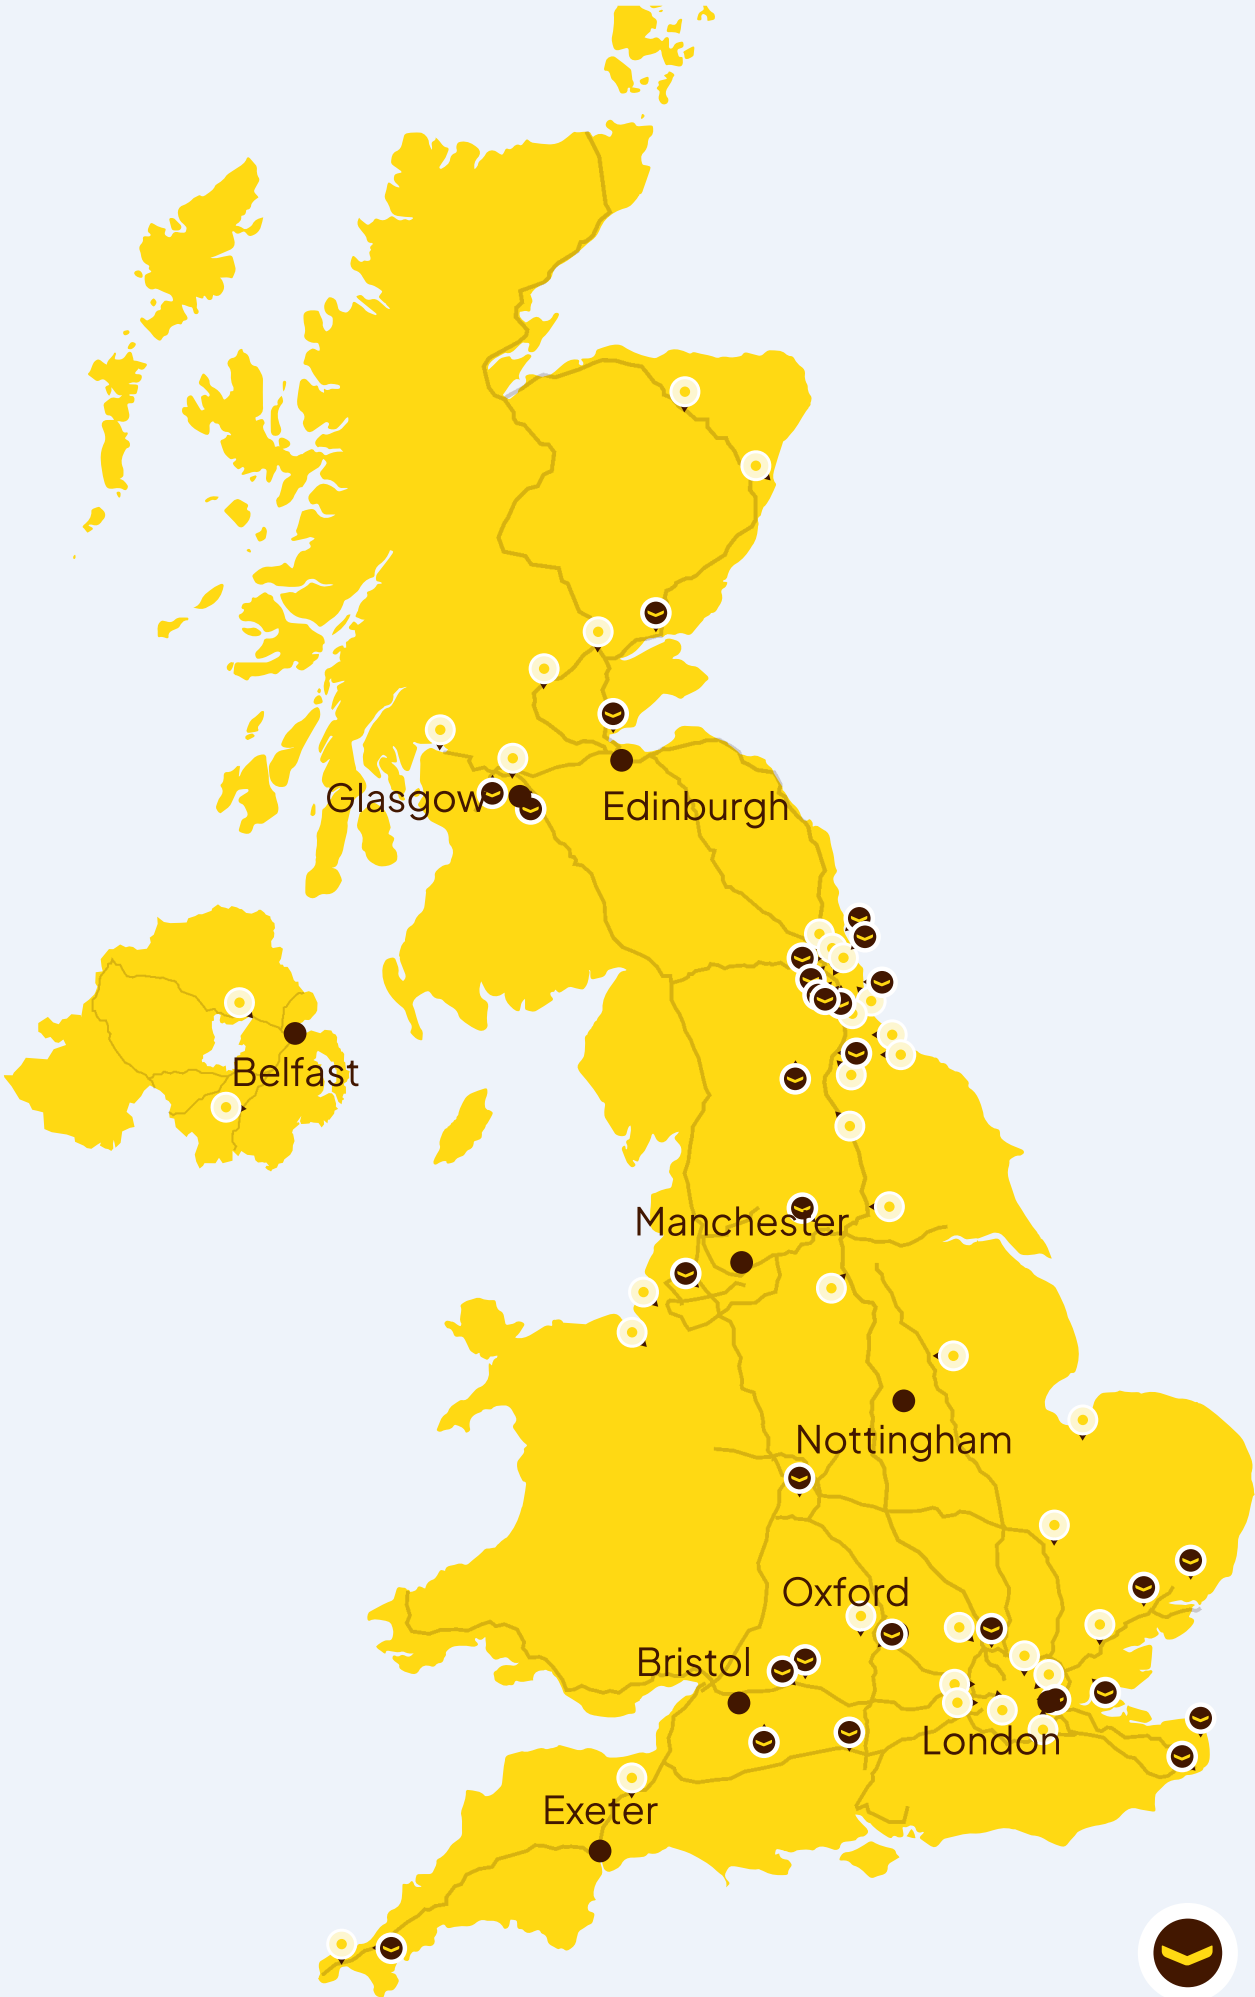 Glasgow
Edinburgh
Belfast
Manchester
Nottingham
Oxford
Bristol
London
Exeter